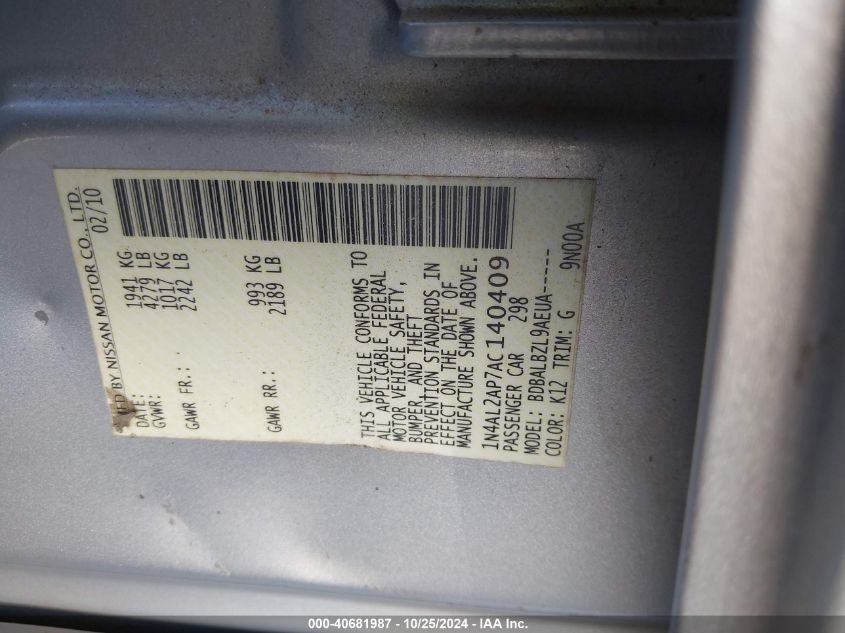 BY NISSAN MOTOR CO., LTD.
DATE: 02/10
GVWR: 1941 KG
4279 LB
GAWR FR.: 1017 KG
2242 LB
GAWR RR.: 993 KG
2189 LB
THIS VEHICLE CONFORMS TO
ALL APPLICABLE FEDERAL
MOTOR VEHICLE SAFETY,
BUMPER, AND THEFT
PREVENTION STANDARDS IN
EFFECT ON THE DATE OF
MANUFACTURE SHOWN ABOVE.
1N4AL2AP7AC140409
PASSENGER CAR 298
MODEL: BDBALBZL9AEUA------
COLOR: K12 TRIM: G 9N00A
000-40681987 - 10/25/2024 - IAA Inc.